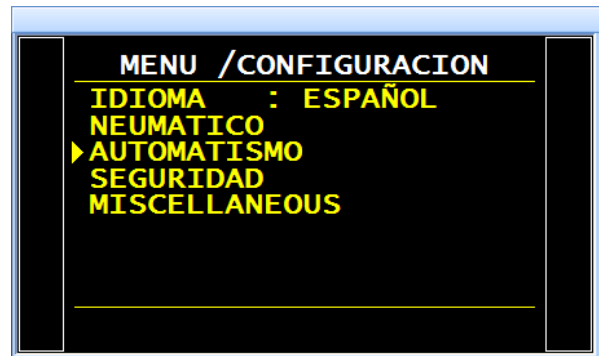 MENU /CONFIGURACION
IDIOMA : ESPAÑOL
NEUMATICO
AUTOMATISMO
SEGURIDAD
MISCELLANEOUS